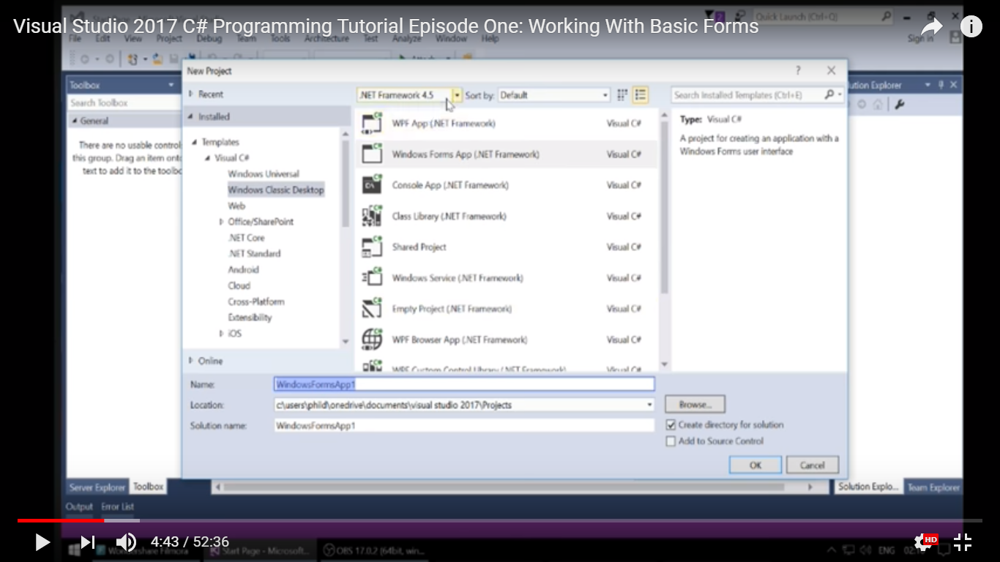 Visual Studio 2017 C# Programming Tutorial Episode One: Working With Basic Forms
Quick Launch (Ctrl+Q)
File Edit View Project Debug Team Tools Architecture Test Analyze Window Help
Sign in
New Project
Toolbox
Search Toolbox
General
There are no usable control
this group. Drag an item onto
text to add it to the toolbo
Recent
.NET Framework 4.5
Sort by: Default
Search Installed Templates (Ctrl+E)
Installed
Templates
Visual C#
Windows Universal
Windows Classic Desktop
Web
Office/SharePoint
.NET Core
.NET Standard
Android
Cloud
Cross-Platform
Extensibility
iOS
Online
WPF App (.NET Framework) Visual C#
Windows Forms App (.NET Framework) Visual C#
Console App (.NET Framework) Visual C#
Class Library (.NET Framework) Visual C#
Shared Project Visual C#
Windows Service (.NET Framework) Visual C#
Empty Project (.NET Framework) Visual C#
WPF Browser App (.NET Framework) Visual C#
WPF Custom Control Library (.NET Framework) Visual C#
Type: Visual C#
A project for creating an application with a
Windows Forms user interface
Name: WindowsFormsApp1
Location: c:\users\phild\onedrive\documents\visual studio 2017\Projects
Browse...
Solution name: WindowsFormsApp1
Create directory for solution
Add to Source Control
OK Cancel
ution Explorer
Server Explorer Toolbox
Solution Explo... Team Explorer
Output Error List
4:43 / 52:36
HD
Wondershare Filmora
Start Page - Microsoft...
OBS 17.0.2 (64bit, win...
ENG